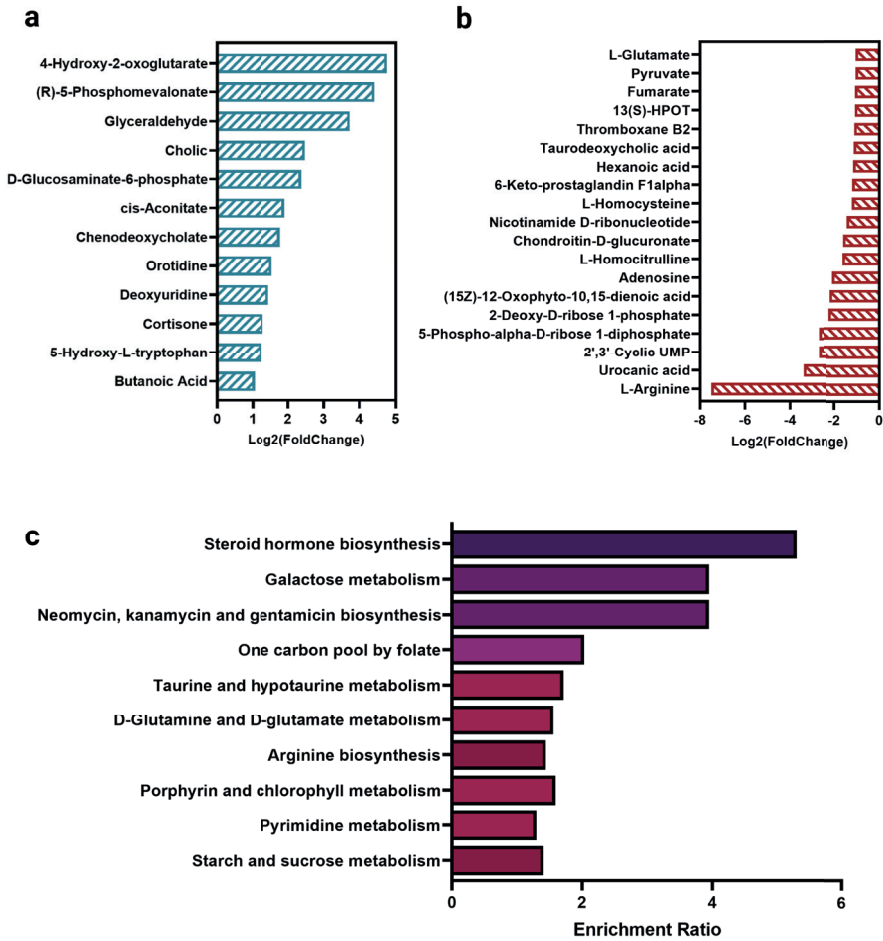 a
4-Hydroxy-2-oxoglutarate
(R)-5-Phosphomevalonate
Glyceraldehyde
Cholic
D-Glucosaminate-6-phosphate
cis-Aconitate
Chenodeoxycholate
Orotidine
Deoxyuridine
Cortisone
5-Hydroxy-L-tryptophan
Butanoic Acid
0 1 2 3 4 5
Log2(FoldChange)
b
L-Glutamate
Pyruvate
Fumarate
13(S)-HPOT
Thromboxane B2
Taurodeoxycholic acid
Hexanoic acid
6-Keto-prostaglandin F1alpha
L-Homocysteine
Nicotinamide D-ribonucleotide
Chondroitin-D-glucuronate
L-Homocitrulline
Adenosine
(15Z)-12-Oxophyto-10,15-dienoic acid
2-Deoxy-D-ribose 1-phosphate
5-Phospho-alpha-D-ribose 1-diphosphate
2',3' Cyclic UMP
Urocanic acid
L-Arginine
-8 -6 -4 -2 0
Log2(FoldChange)
c
Steroid hormone biosynthesis
Galactose metabolism
Neomycin, kanamycin and gentamicin biosynthesis
One carbon pool by folate
Taurine and hypotaurine metabolism
D-Glutamine and D-glutamate metabolism
Arginine biosynthesis
Porphyrin and chlorophyll metabolism
Pyrimidine metabolism
Starch and sucrose metabolism
0 2 4 6
Enrichment Ratio